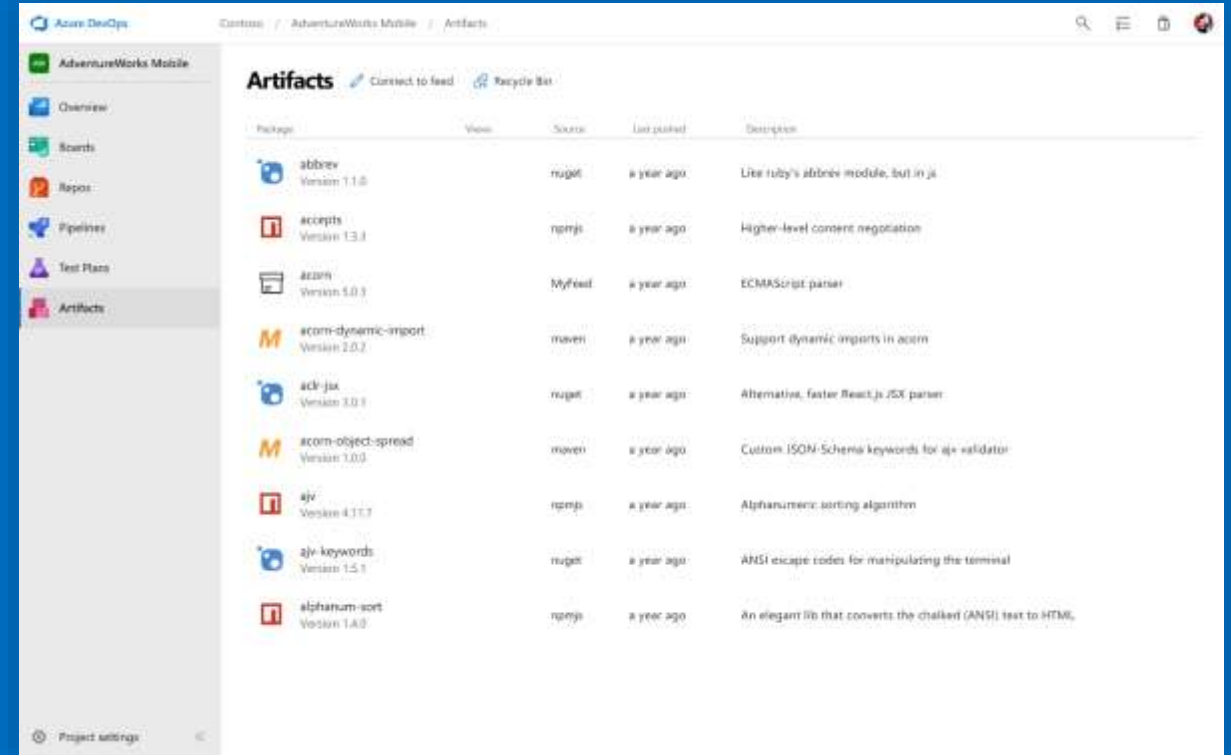 Azure DevOps
Contoso / AdventureWorks Mobile / Artifacts
AdventureWorks Mobile
Overview
Boards
Repos
Pipelines
Test Plans
Artifacts
Project settings
Artifacts Connect to feed Recycle Bin
Package Views Source Last pushed Description
abbrev
Version 1.1.0
nuget a year ago Like ruby's abbrev module, but in js
accepts
Version 1.3.3
npmjs a year ago Higher-level content negotiation
acorn
Version 5.0.3
MyFeed a year ago ECMAScript parser
acorn-dynamic-import
Version 2.0.2
maven a year ago Support dynamic imports in acorn
aclr-jsx
Version 3.0.1
nuget a year ago Alternative, faster React.js JSX parser
acorn-object-spread
Version 1.0.0
maven a year ago Custom JSON-Schema keywords for ajv validator
ajv
Version 4.11.7
npmjs a year ago Alphanumeric sorting algorithm
ajv-keywords
Version 1.5.1
nuget a year ago ANSI escape codes for manipulating the terminal
alphanum-sort
Version 1.4.0
npmjs a year ago An elegant lib that converts the chalked (ANSI) text to HTML.